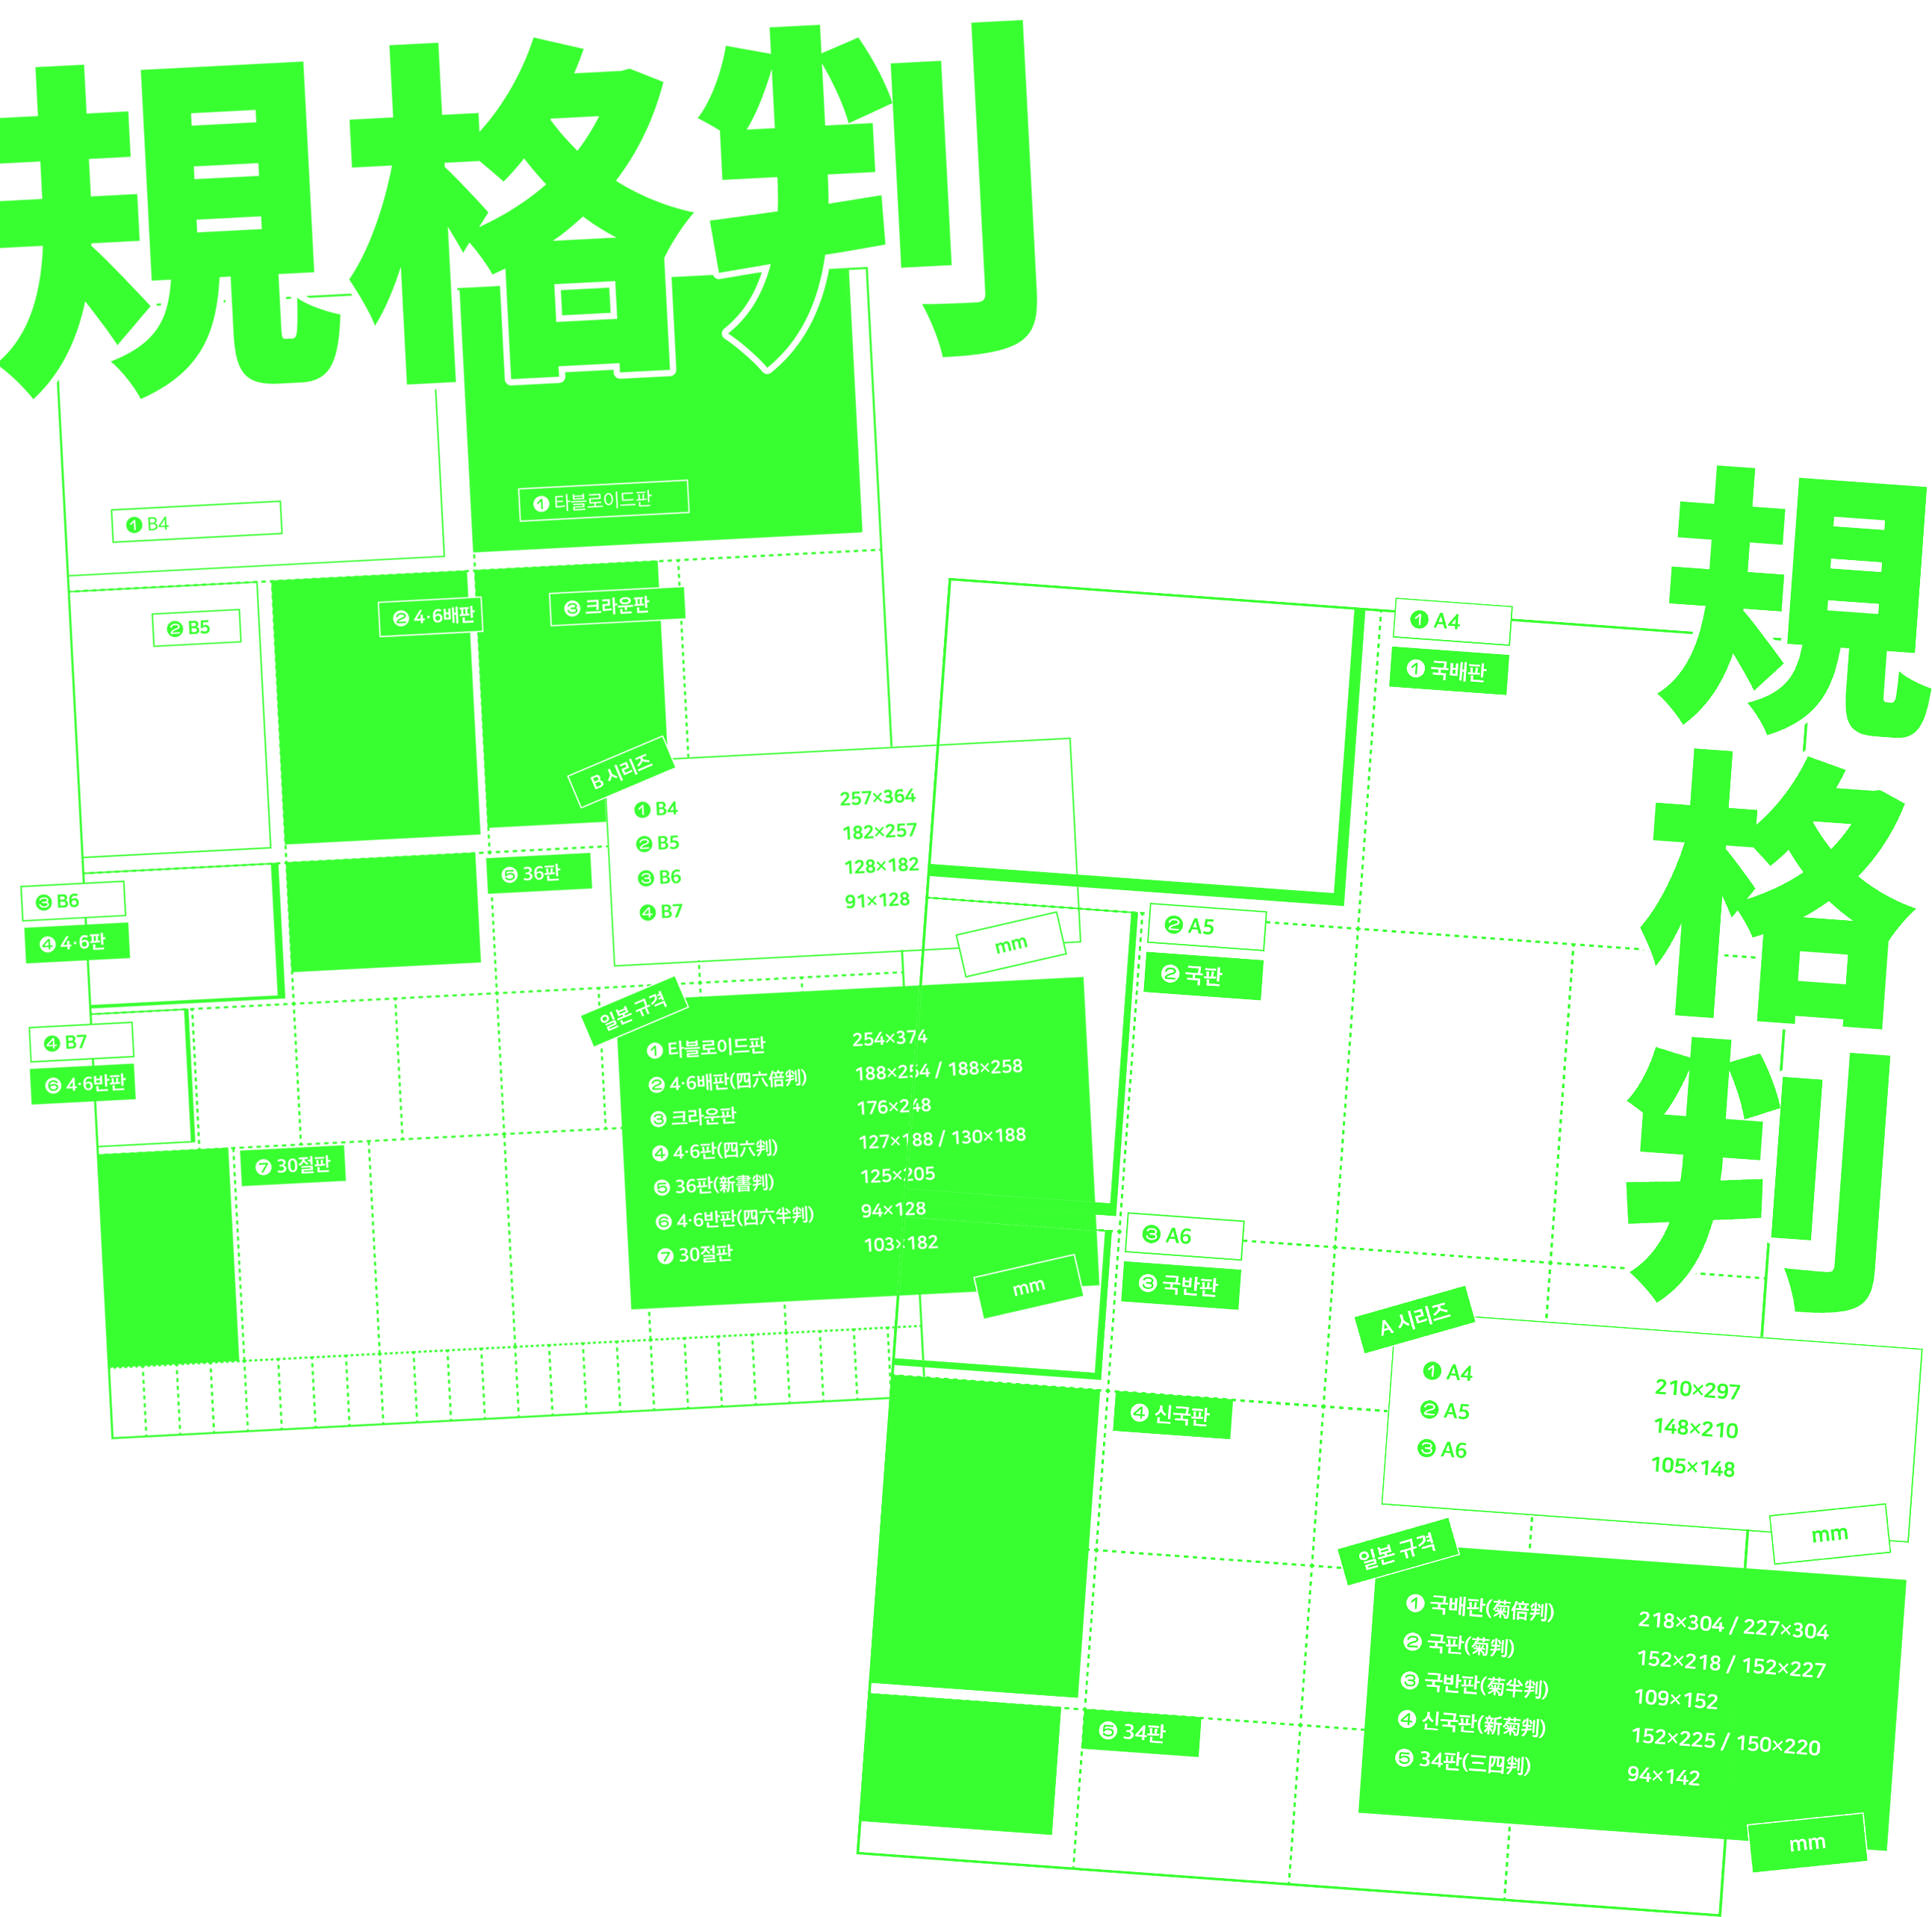 規格判
❶ B4
❶ 타블로이드판
❷ B5
❷ 4·6배판
❸ 크라운판
❸ B6
❹ 4·6판
❺ 36판
❹ B7
❻ 4·6반판
❼ 30절판
B 시리즈
❶ B4 257×364
❷ B5 182×257
❸ B6 128×182
❹ B7 91×128
mm
일본 규격
❶ 타블로이드판 254×374
❷ 4·6배판(四六倍判) 188×254 / 188×258
❸ 크라운판 176×248
❹ 4·6판(四六判) 127×188 / 130×188
❺ 36판(新書判) 125×205
❻ 4·6반판(四六半判) 94×128
❼ 30절판 103×182
mm
規格判
❶ A4
❶ 국배판
❷ A5
❷ 국판
❸ A6
❸ 국반판
❹ 신국판
❺ 34판
A 시리즈
❶ A4 210×297
❷ A5 148×210
❸ A6 105×148
mm
일본 규격
❶ 국배판(菊倍判) 218×304 / 227×304
❷ 국판(菊判) 152×218 / 152×227
❸ 국반판(菊半判) 109×152
❹ 신국판(新菊判) 152×225 / 150×220
❺ 34판(三四判) 94×142
mm